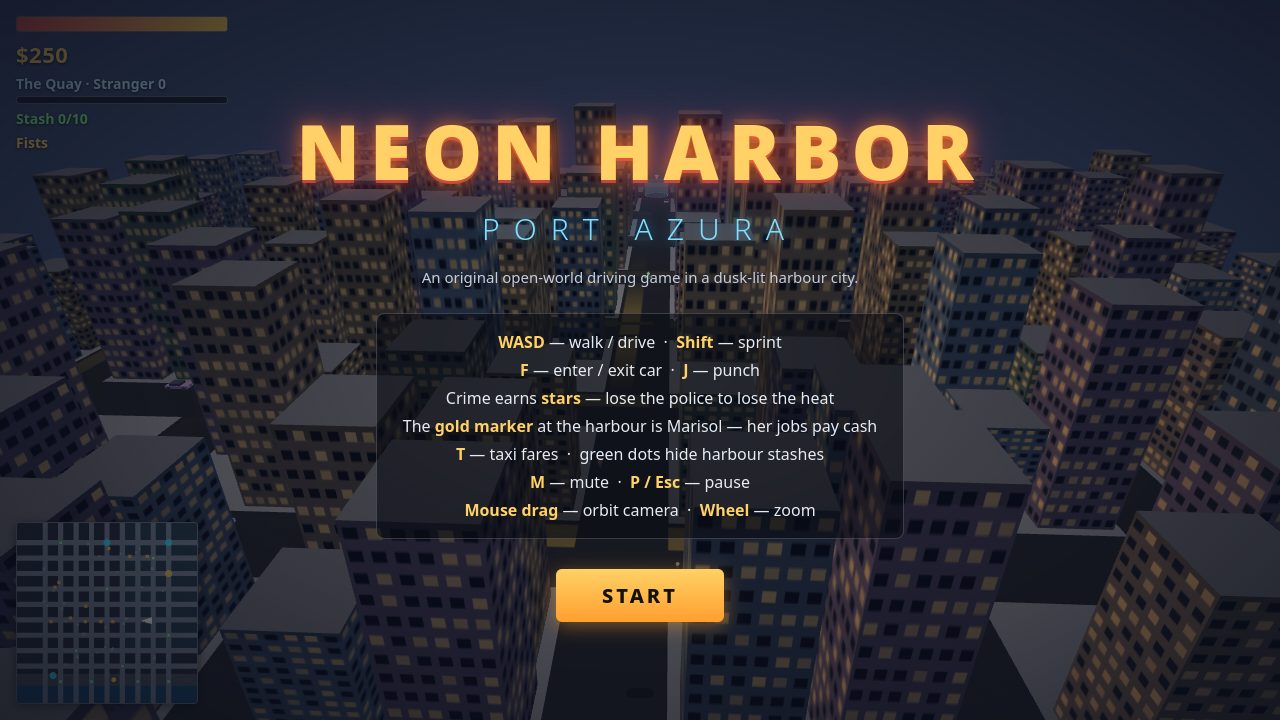 $250
The Quay · Stranger 0
Stash 0/10
Fists
NEON HARBOR
PORT AZURA
An original open-world driving game in a dusk-lit harbour city.
WASD — walk / drive · Shift — sprint
F — enter / exit car · J — punch
Crime earns stars — lose the police to lose the heat
The gold marker at the harbour is Marisol — her jobs pay cash
T — taxi fares · green dots hide harbour stashes
M — mute · P / Esc — pause
Mouse drag — orbit camera · Wheel — zoom
START